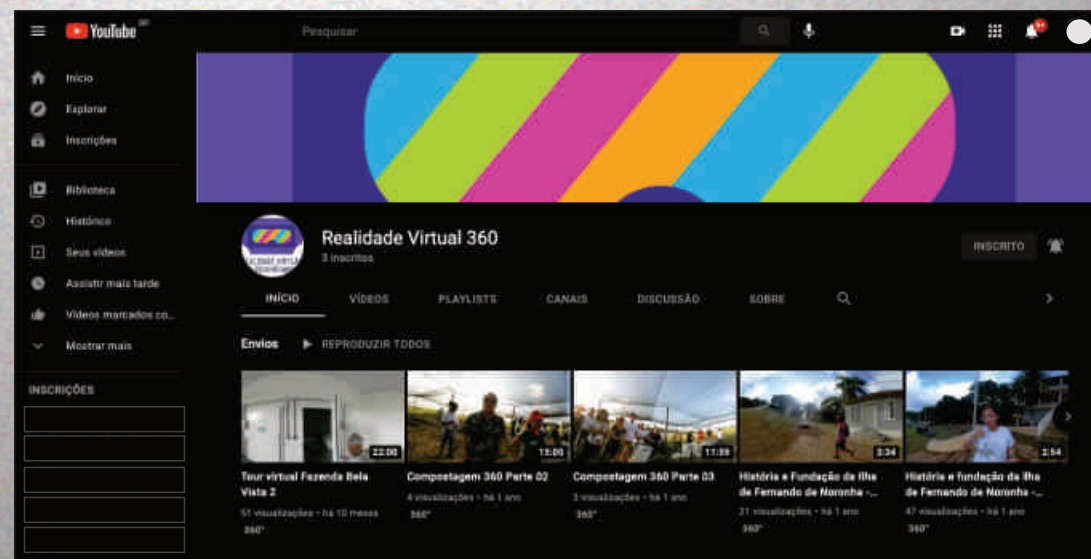 YouTube BR
Pesquisar
9+
Início
Explorar
Inscrições
Biblioteca
Histórico
Seus vídeos
Assistir mais tarde
Vídeos marcados co...
Mostrar mais
INSCRIÇÕES
Realidade Virtual 360
3 inscritos
INSCRITO
INÍCIO VÍDEOS PLAYLISTS CANAIS DISCUSSÃO SOBRE
Envios REPRODUZIR TODOS
22:00 15:00 11:55 3:34 2:54
Tour virtual Fazenda Bela
Vista 2
51 visualizações • há 10 meses
360°
Compostagem 360 Parte 02
4 visualizações • há 1 ano
360°
Compostagem 360 Parte 03
3 visualizações • há 1 ano
360°
História e Fundação da Ilha
de Fernando de Noronha -...
21 visualizações • há 1 ano
360°
História e fundação da Ilha
de Fernando de Noronha -...
47 visualizações • há 1 ano
360°